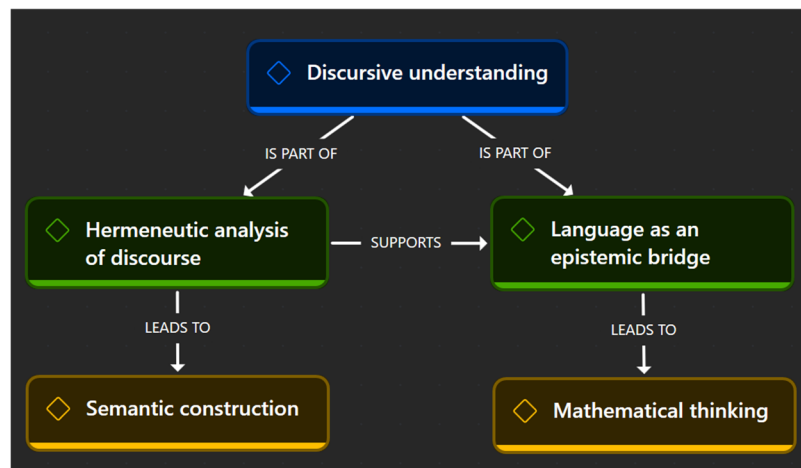 Discursive understanding
IS PART OF
IS PART OF
Hermeneutic analysis
of discourse
SUPPORTS
Language as an
epistemic bridge
LEADS TO
LEADS TO
Semantic construction
Mathematical thinking